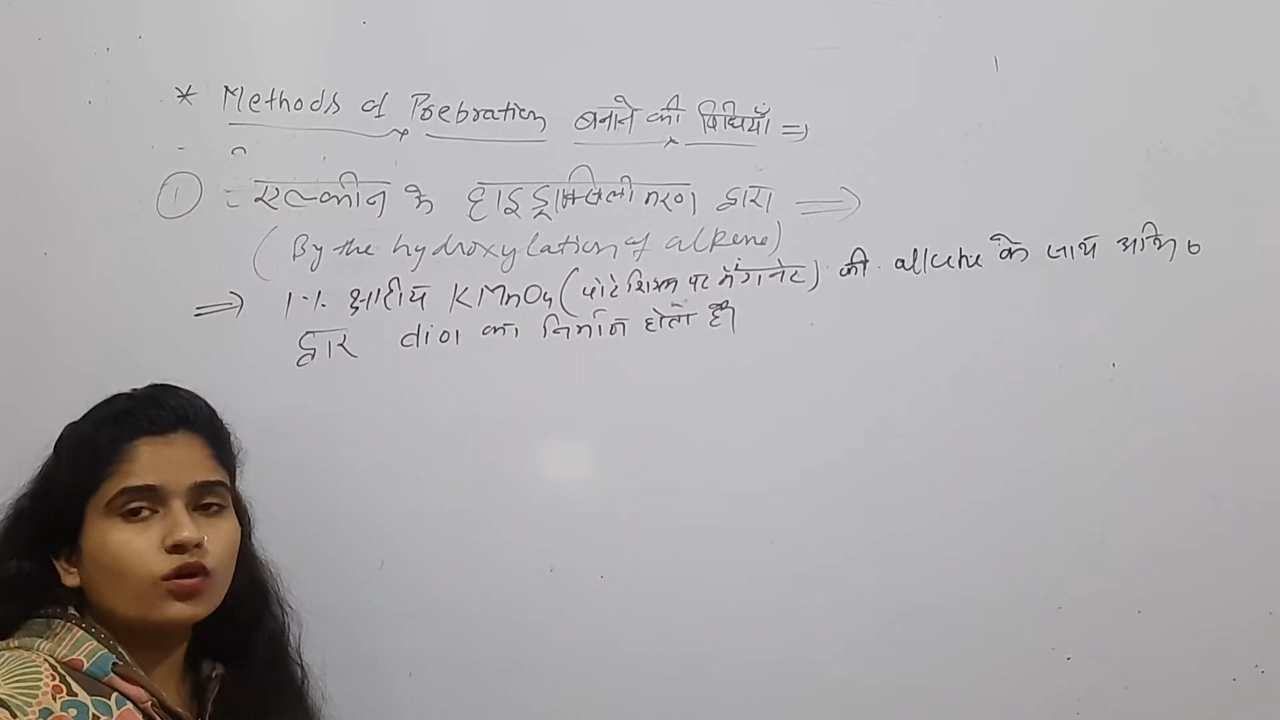 * Methods of Prebration बनाने की विधियाँ ⇒
① एल्कीन के हाइड्राक्सिलीकरण द्वारा ⇒
(By the hydroxylation of alkene)
⇒ 1% क्षारीय KMnO4 (पोटेशियम पर मैंगनेट) की alkene के साथ अभि०
द्वारा diol का निर्माण होता है।